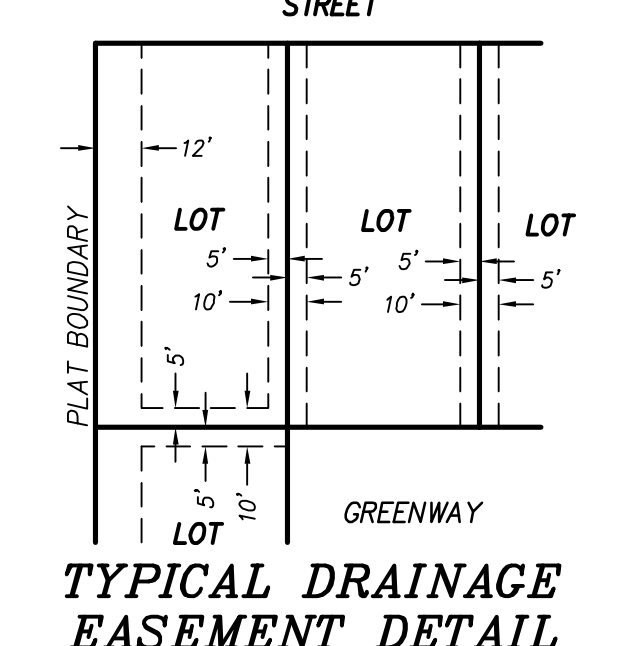 STREET
12'
PLAT BOUNDARY
LOT
LOT
LOT
5'
5'
5'
5'
10'
10'
5'
5'
10'
GREENWAY
LOT
TYPICAL DRAINAGE
EASEMENT DETAIL